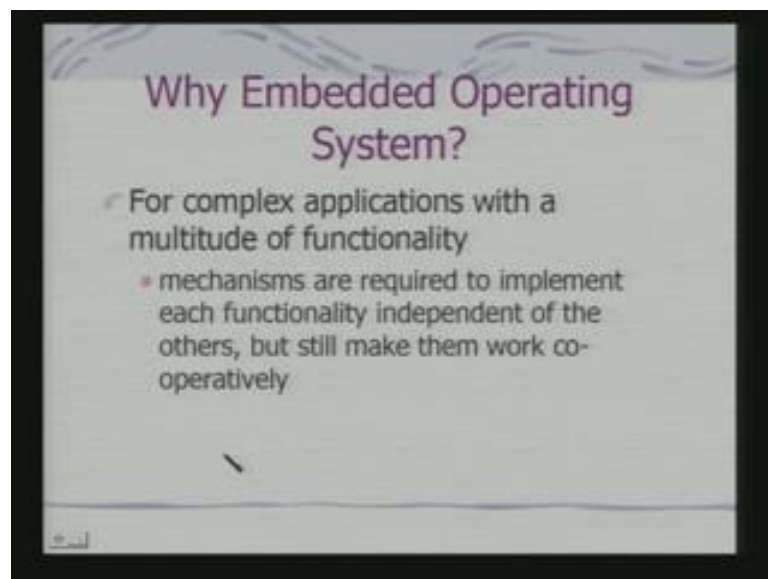 Why Embedded Operating
System?
For complex applications with a
multitude of functionality
mechanisms are required to implement
each functionality independent of the
others, but still make them work co-
operatively